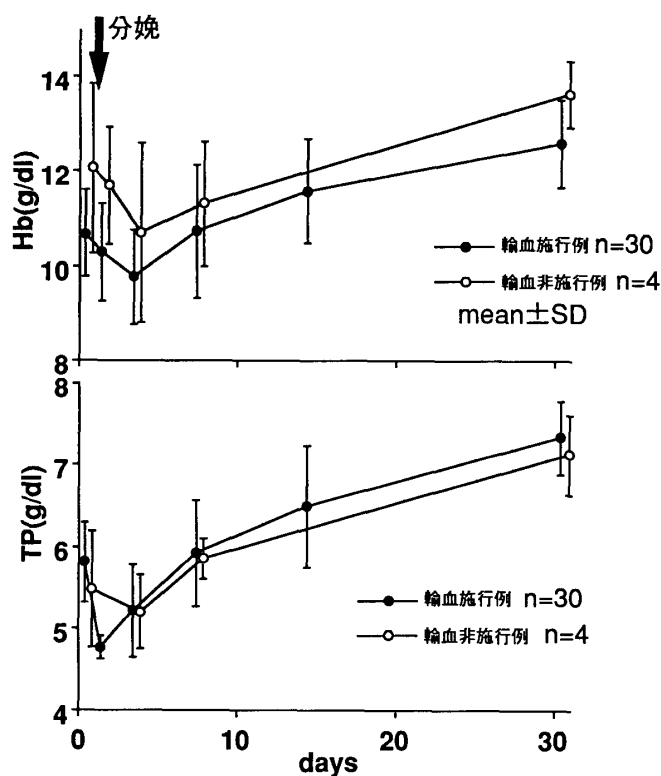 分娩
14
12
10
8
Hb(g/dl)
輸血施行例 n=30
輸血非施行例 n=4
mean±SD
8
7
6
5
4
TP(g/dl)
輸血施行例 n=30
輸血非施行例 n=4
0 10 20 30
days